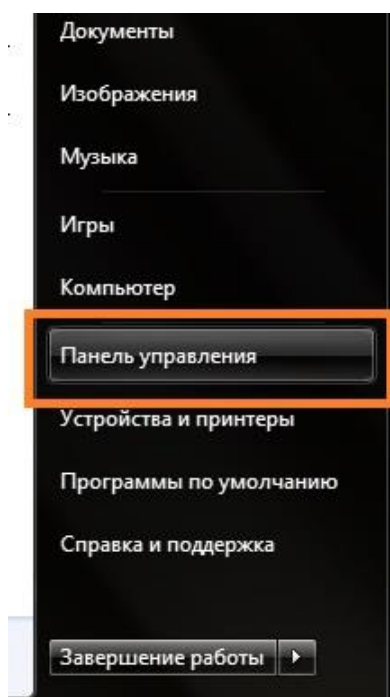 Документы
Изображения
Музыка
Игры
Компьютер
Панель управления
Устройства и принтеры
Программы по умолчанию
Справка и поддержка
Завершение работы